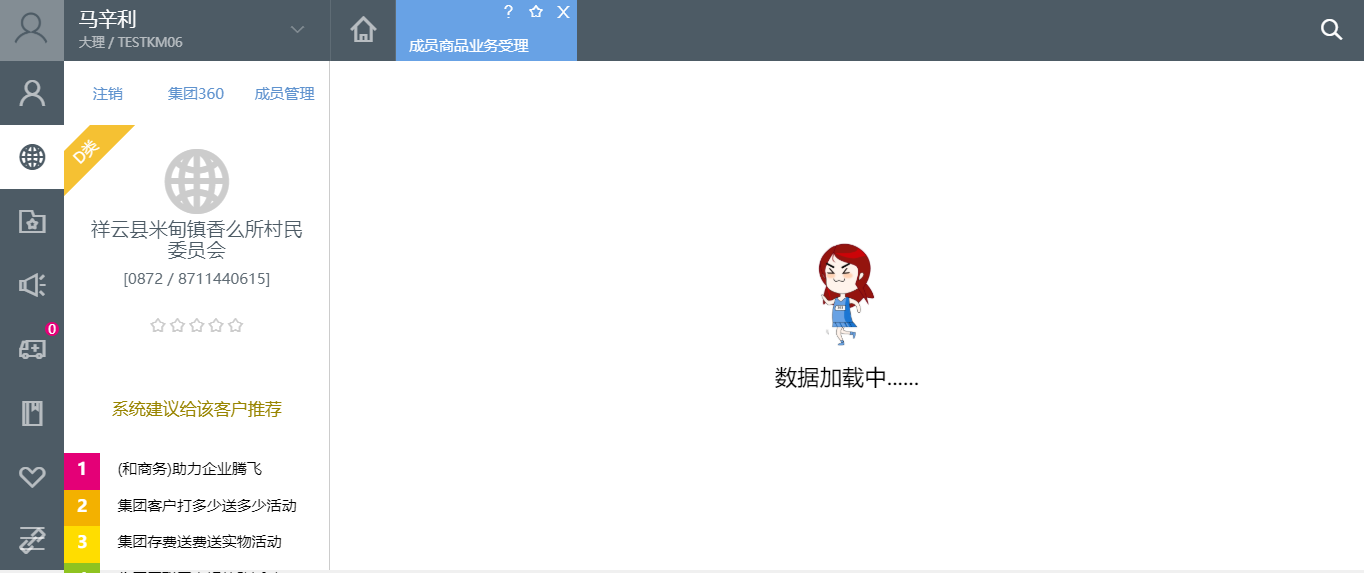 马辛利
大理 / TESTKM06
? X
成员商品业务受理
注销 集团360 成员管理
D类
祥云县米甸镇香么所村民
委员会
[0872 / 8711440615]
0
系统建议给该客户推荐
1 (和商务)助力企业腾飞
2 集团客户打多少送多少活动
3 集团存费送费送实物活动
数据加载中......